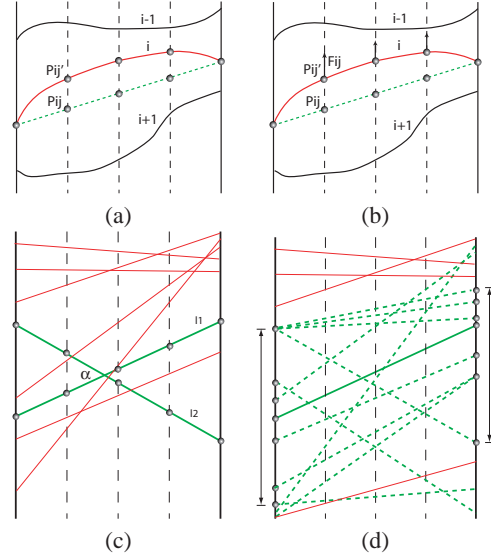 i-1
i
Pij'
Pij
i+1
(a)
i-1
i
Pij' Fij
Pij
i+1
(b)
α
l1
l2
(c)
(d)